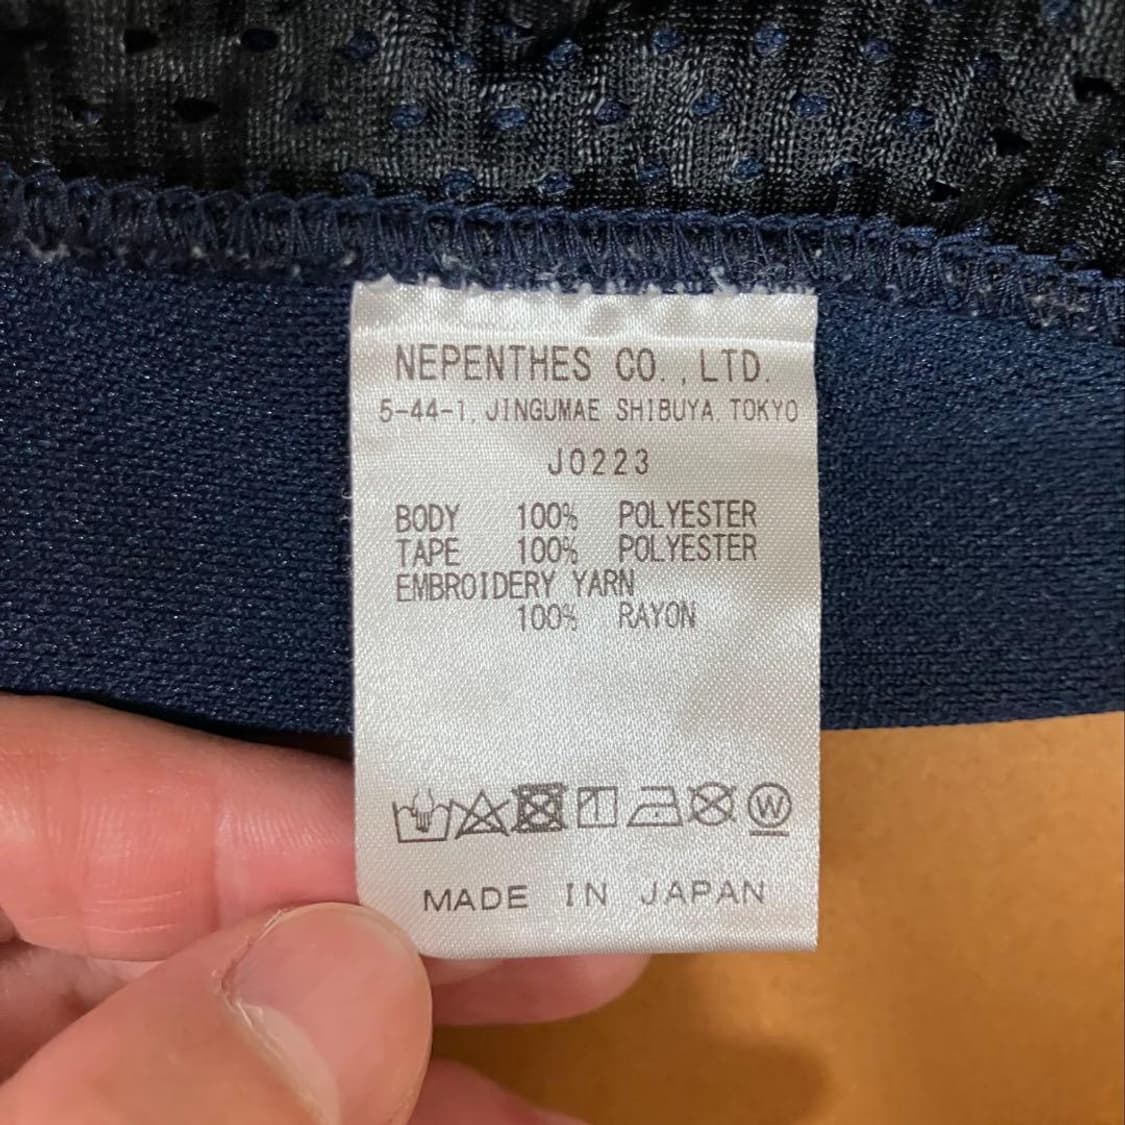 NEPENTHES CO.,LTD.
5-44-1, JINGUMAE SHIBUYA, TOKYO
J0223
BODY 100% POLYESTER
TAPE 100% POLYESTER
EMBROIDERY YARN
100% RAYON
W
MADE IN JAPAN